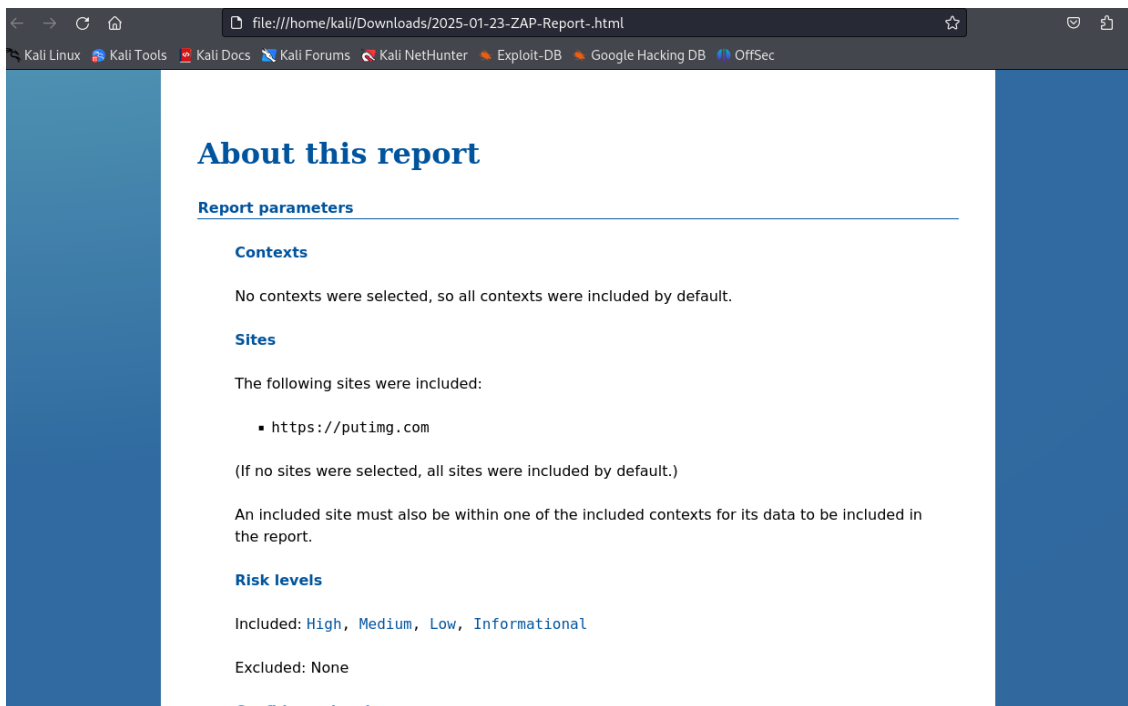 file:///home/kali/Downloads/2025-01-23-ZAP-Report-.html
Kali Linux Kali Tools Kali Docs Kali Forums Kali NetHunter Exploit-DB Google Hacking DB OffSec
About this report
Report parameters
Contexts
No contexts were selected, so all contexts were included by default.
Sites
The following sites were included:
▪ https://putimg.com
(If no sites were selected, all sites were included by default.)
An included site must also be within one of the included contexts for its data to be included in
the report.
Risk levels
Included: High, Medium, Low, Informational
Excluded: None